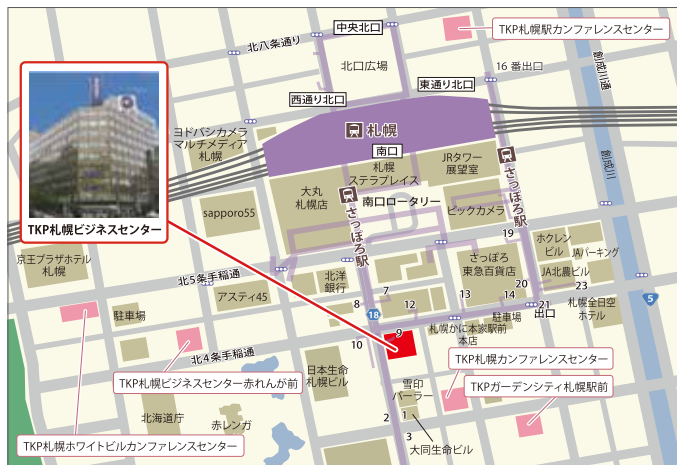 中央北口
TKP札幌駅カンファレンスセンター
北八条通り
北口広場
16 番出口
創成川通
東通り北口
西通り北口
ヨドバシカメラ
マルチメディア
札幌
札幌
南口
札幌
ステラプレイス
JRタワー
展望室
さっぽろ駅
創成川
大丸
札幌店
さっぽろ駅
南口ロータリー
ビックカメラ
sapporo55
TKP札幌ビジネスセンター
19
ホクレン
ビル
JAパーキング
京王プラザホテル
札幌
北5条手稲通
北洋
銀行
さっぽろ
東急百貨店
JA北農ビル
アスティ45
7
8
12
13
14
20
21
出口
23
5
駐車場
18
9
札幌かに本家駅前
本店
駐車場
札幌全日空
ホテル
10
北4条手稲通
日本生命
札幌ビル
TKP札幌カンファレンスセンター
TKP札幌ビジネスセンター赤れんが前
雪印
パーラー
TKPガーデンシティ札幌駅前
北海道庁
赤レンガ
1
2
3
大同生命ビル
TKP札幌ホワイトビルカンファレンスセンター